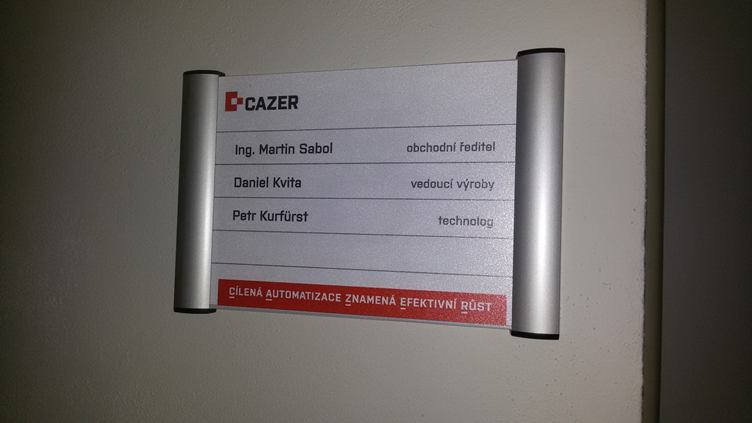 CAZER
Ing. Martin Sabol obchodní ředitel
Daniel Kvita vedoucí výroby
Petr Kurfürst technolog
CÍLENÁ AUTOMATIZACE ZNAMENÁ EFEKTIVNÍ RŮST